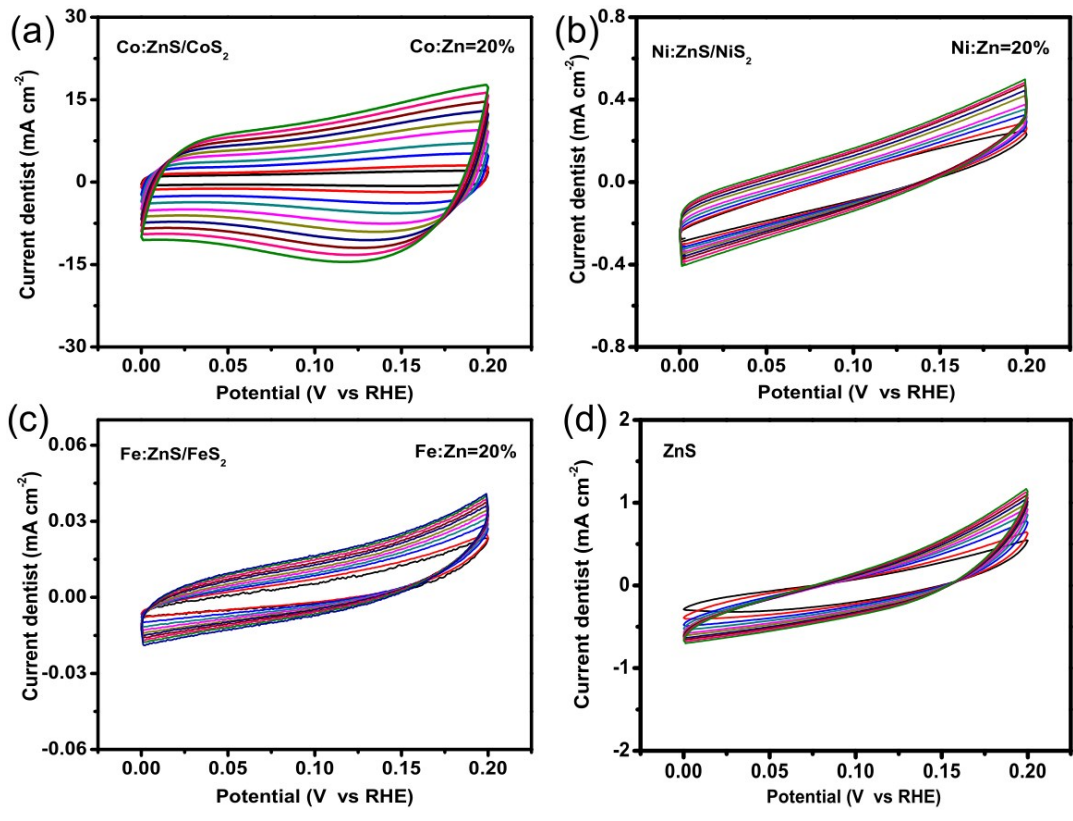 (a)
Co:ZnS/CoS2
Co:Zn=20%
30
15
0
-15
-30
Current dentist (mA cm-2)
0.00 0.05 0.10 0.15 0.20
Potential (V vs RHE)
(b)
Ni:ZnS/NiS2
Ni:Zn=20%
0.8
0.4
0.0
-0.4
-0.8
Current dentist (mA cm-2)
0.00 0.05 0.10 0.15 0.20
Potential (V vs RHE)
(c)
Fe:ZnS/FeS2
Fe:Zn=20%
0.06
0.03
0.00
-0.03
-0.06
Current dentist (mA cm-2)
0.00 0.05 0.10 0.15 0.20
Potential (V vs RHE)
(d)
ZnS
2
1
0
-1
-2
Current dentist (mA cm-2)
0.00 0.05 0.10 0.15 0.20
Potential (V vs RHE)